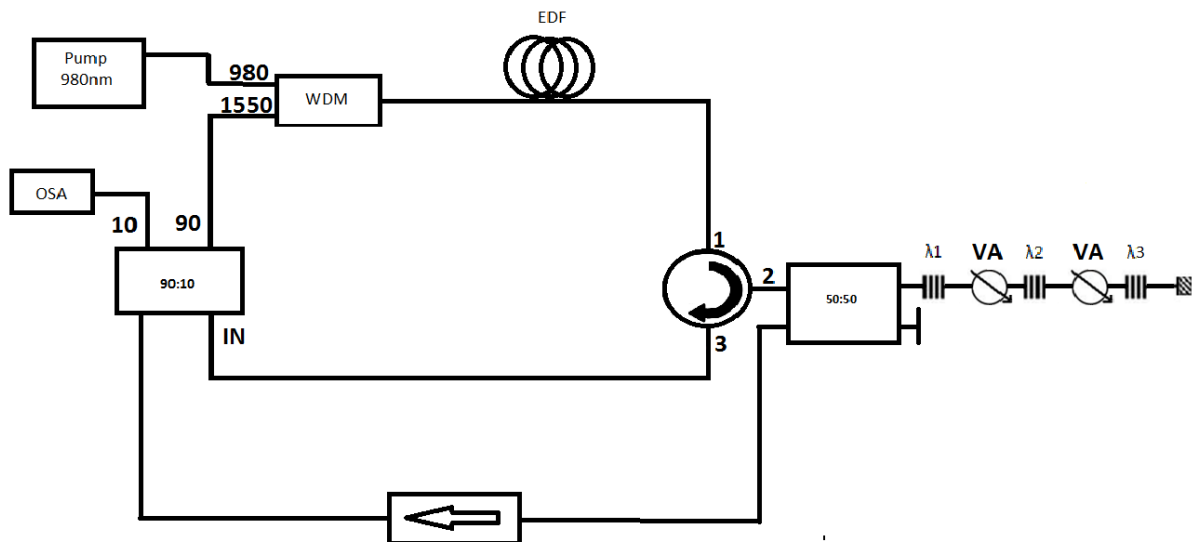 EDF
Pump
980nm
980
1550
WDM
OSA
10
90
90:10
IN
1
2
3
50:50
λ1
VA
λ2
VA
λ3